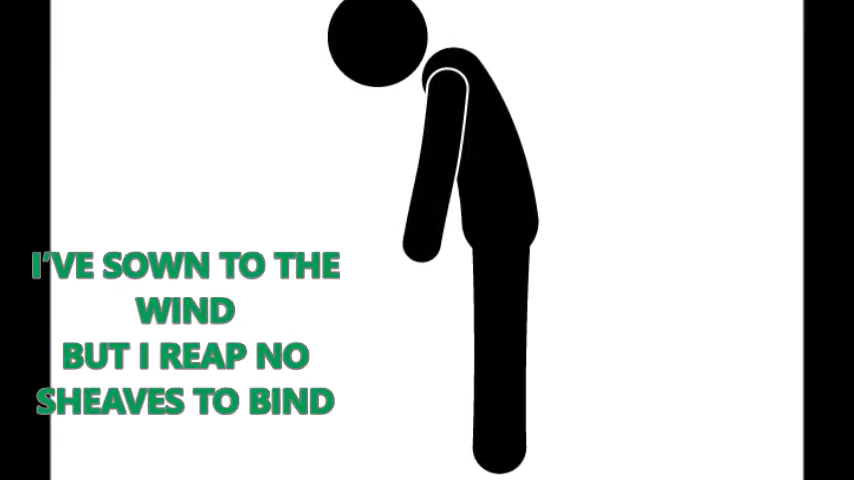 I'VE SOWN TO THE
WIND
BUT I REAP NO
SHEAVES TO BIND